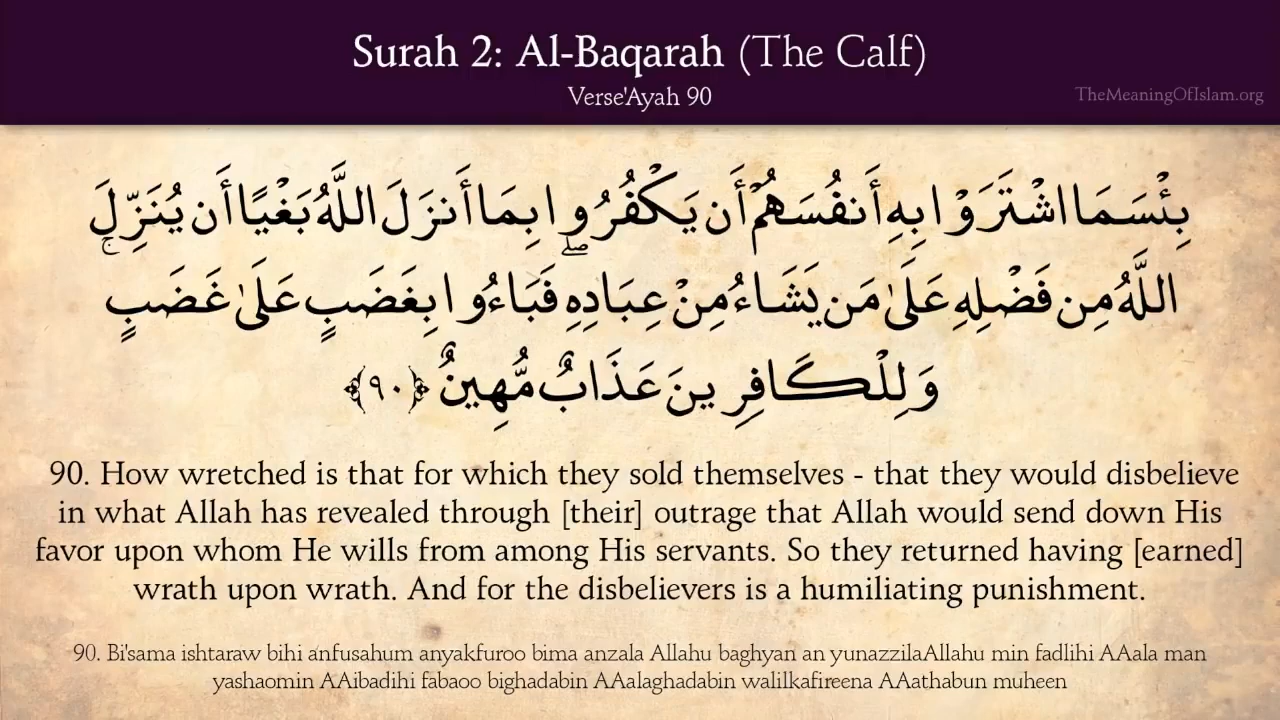 Surah 2: Al-Baqarah (The Calf)
Verse'Ayah 90
TheMeaningOfIslam.org
بِئْسَمَا اشْتَرَوْا بِهِ أَنفُسَهُمْ أَن يَكْفُرُوا بِمَا أَنزَلَ اللَّهُ بَغْيًا أَن يُنَزِّلَ
اللَّهُ مِن فَضْلِهِ عَلَىٰ مَن يَشَاءُ مِنْ عِبَادِهِ ۖ فَبَاءُوا بِغَضَبٍ عَلَىٰ غَضَبٍ ۚ
وَلِلْكَافِرِينَ عَذَابٌ مُّهِينٌ ﴿٩٠﴾
90. How wretched is that for which they sold themselves - that they would disbelieve
in what Allah has revealed through [their] outrage that Allah would send down His
favor upon whom He wills from among His servants. So they returned having [earned]
wrath upon wrath. And for the disbelievers is a humiliating punishment.
90. Bi'sama ishtaraw bihi anfusahum anyakfuroo bima anzala Allahu baghyan an yunazzilaAllahu min fadlihi AAala man
yashaomin AAibadihi fabaoo bighadabin AAalaghadabin walilkafireena AAathabun muheen